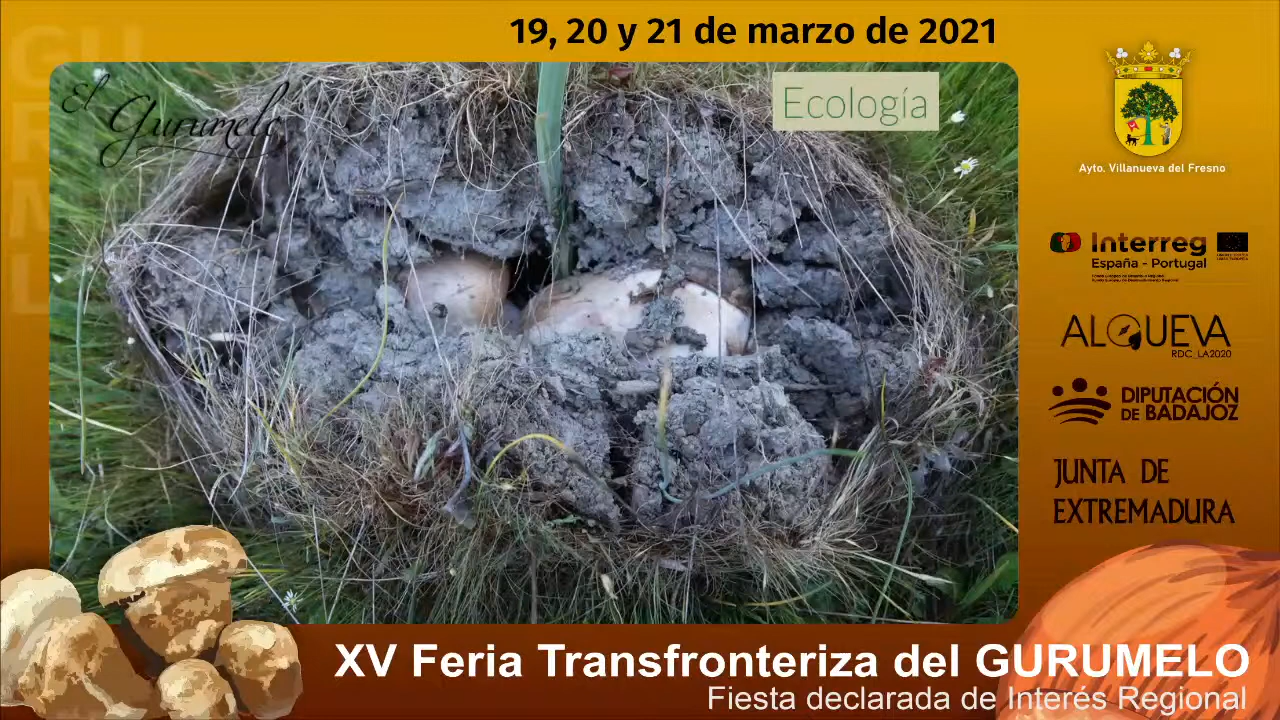 19, 20 y 21 de marzo de 2021
GU
El
Gurumelo
Ecología
Ayto. Villanueva del Fresno
Interreg
España - Portugal
ALQUEVA
RDC_LA2020
DIPUTACIÓN
DE BADAJOZ
JUNTA DE
EXTREMADURA
XV Feria Transfronteriza del GURUMELO
Fiesta declarada de Interés Regional